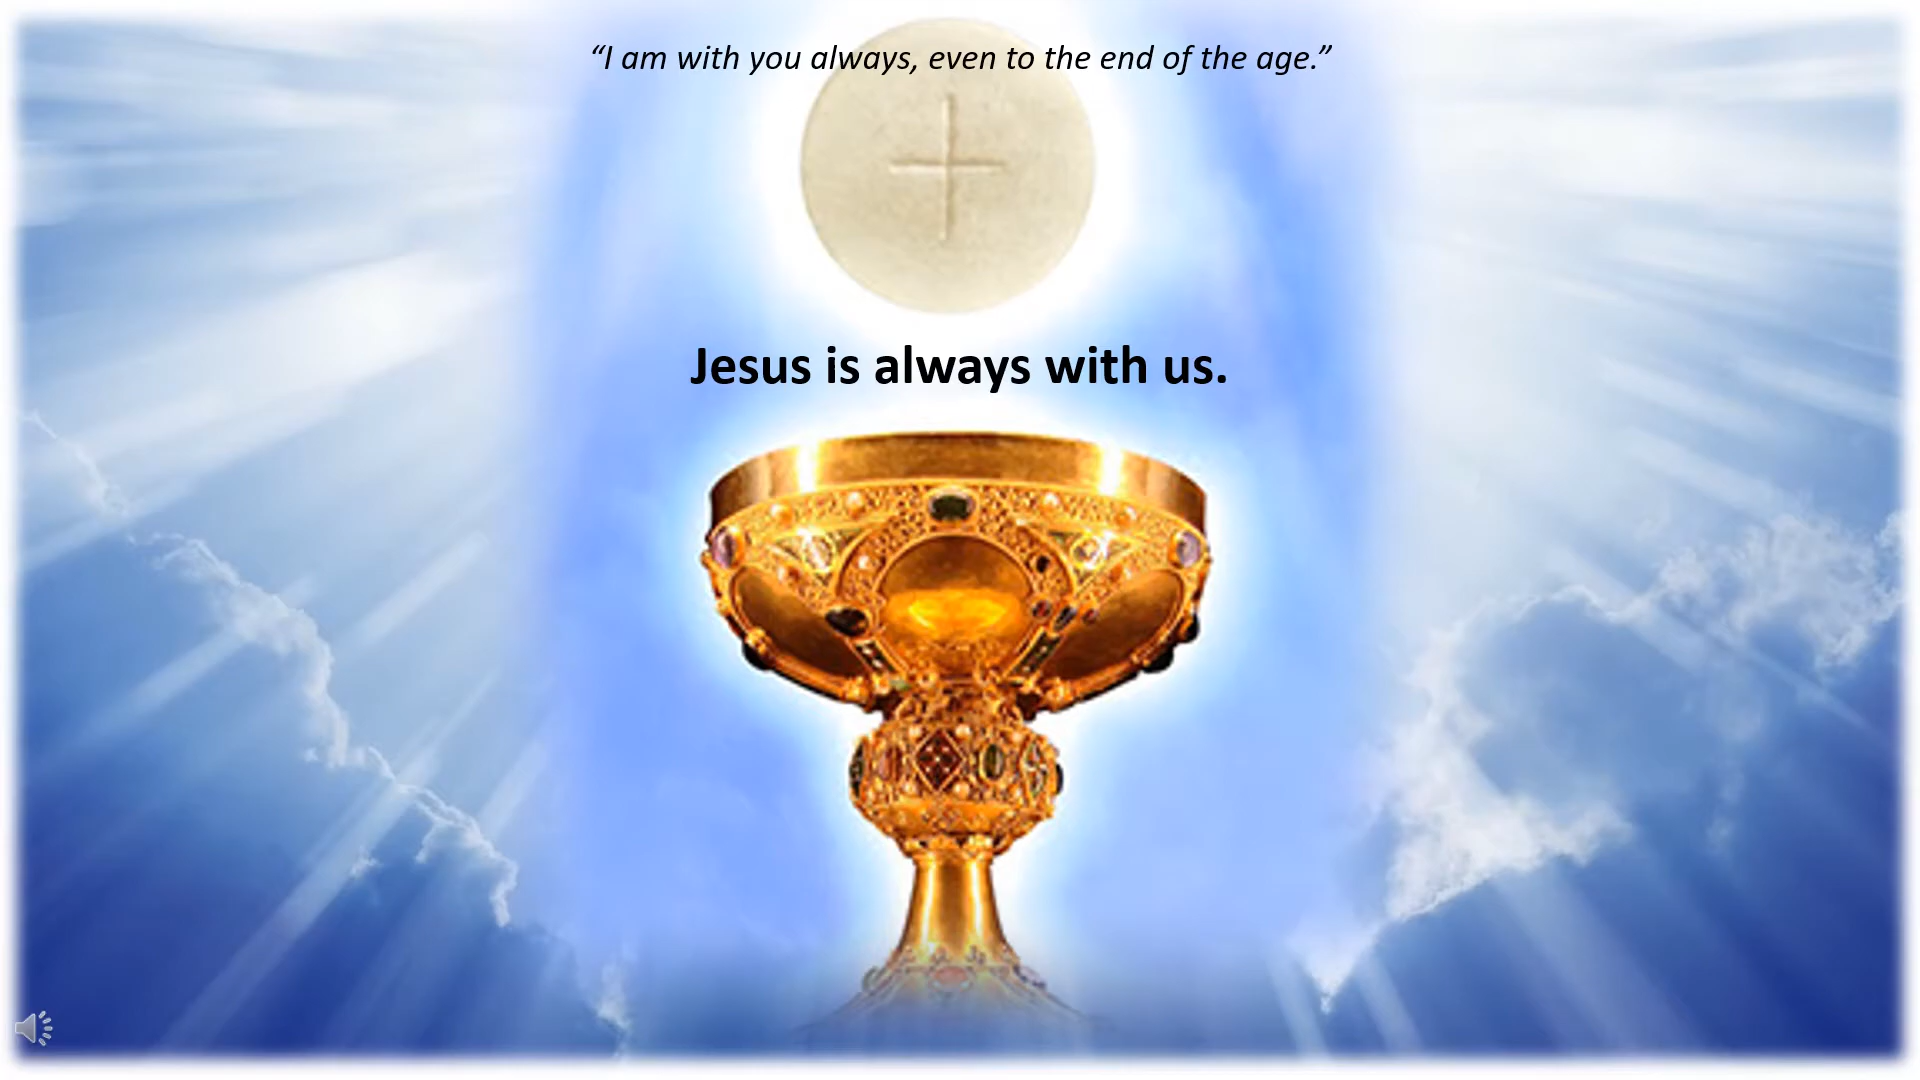 “I am with you always, even to the end of the age.”
Jesus is always with us.